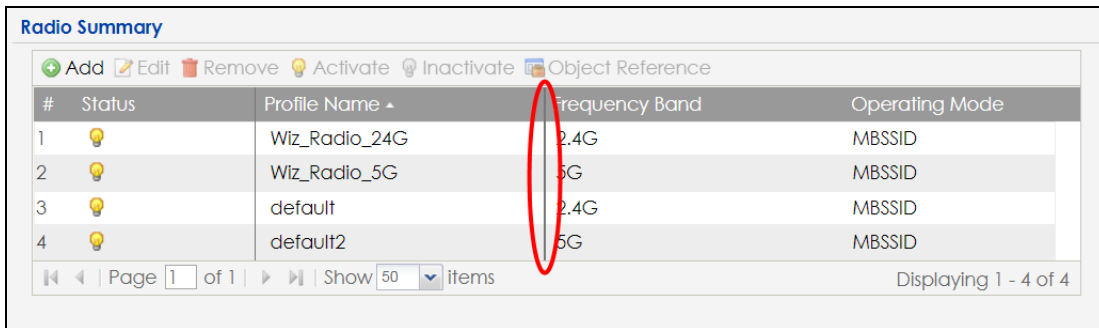 Radio Summary
Add Edit Remove Activate Inactivate Object Reference
# Status Profile Name Frequency Band Operating Mode
1 Wiz_Radio_24G 2.4G MBSSID
2 Wiz_Radio_5G 5G MBSSID
3 default 2.4G MBSSID
4 default2 5G MBSSID
Page 1 of 1 Show 50 items Displaying 1 - 4 of 4